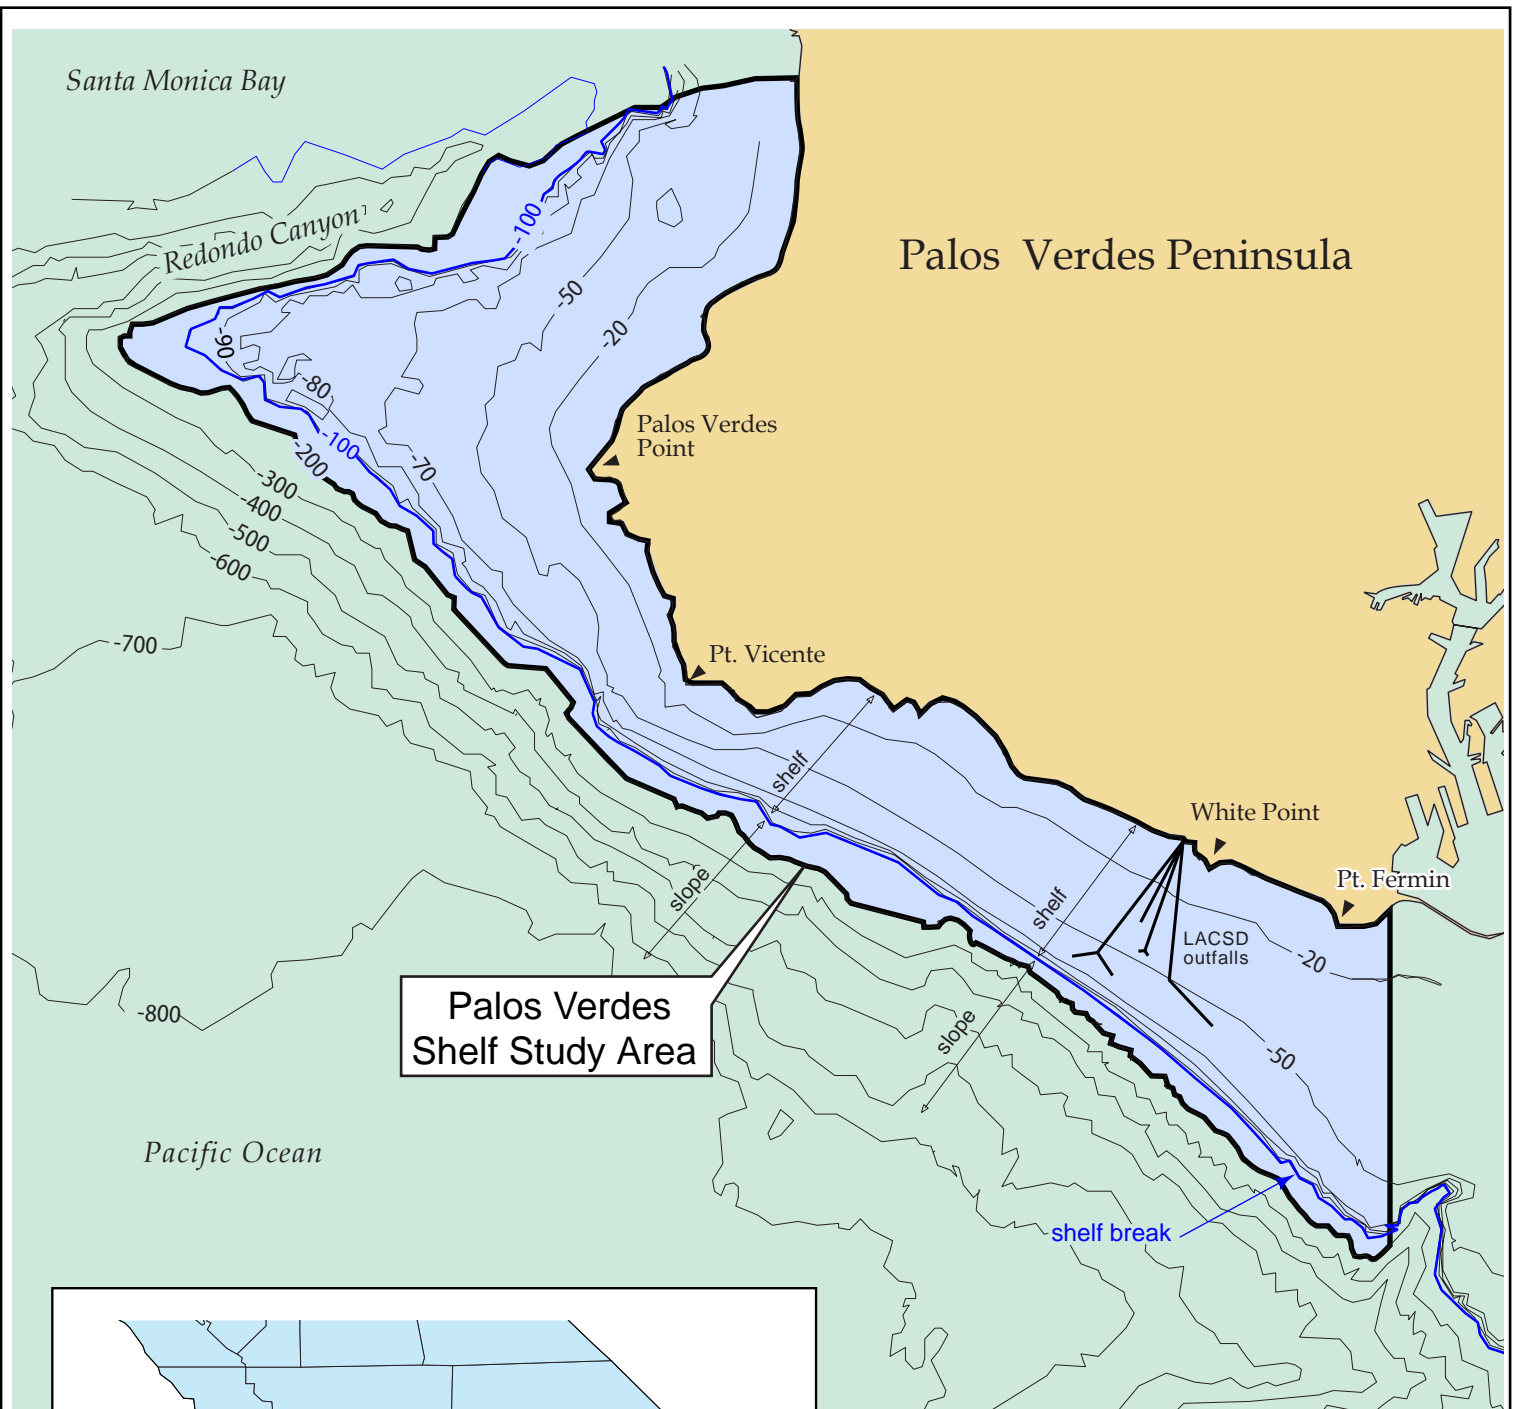 Santa Monica Bay
Redondo Canyon
-100
Palos Verdes Peninsula
-50
-20
-90
-80
Palos Verdes
Point
-100
-200
-70
-300
-400
-500
-600
-700
Pt. Vicente
shelf
White Point
slope
Pt. Fermin
shelf
LACSD
outfalls
-20
Palos Verdes
Shelf Study Area
-800
slope
-50
Pacific Ocean
shelf break